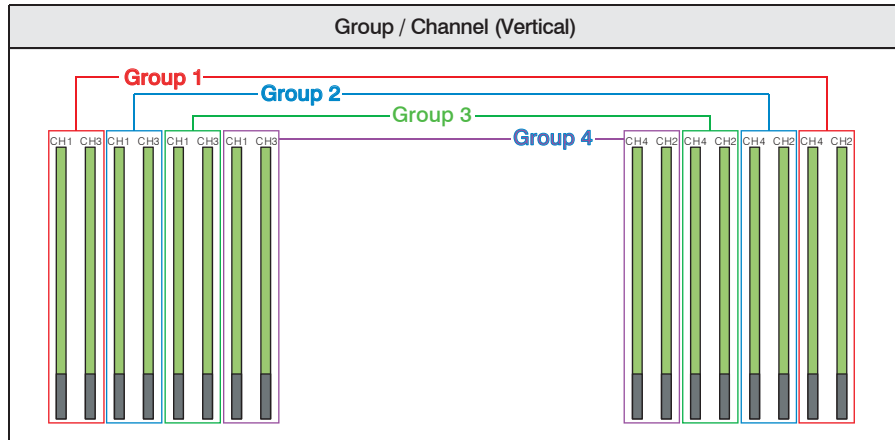 Group / Channel (Vertical)
Group 1
Group 2
Group 3
Group 4
CH1 CH3 CH1 CH3 CH1 CH3 CH1 CH3 CH4 CH2 CH4 CH2 CH4 CH2 CH4 CH2